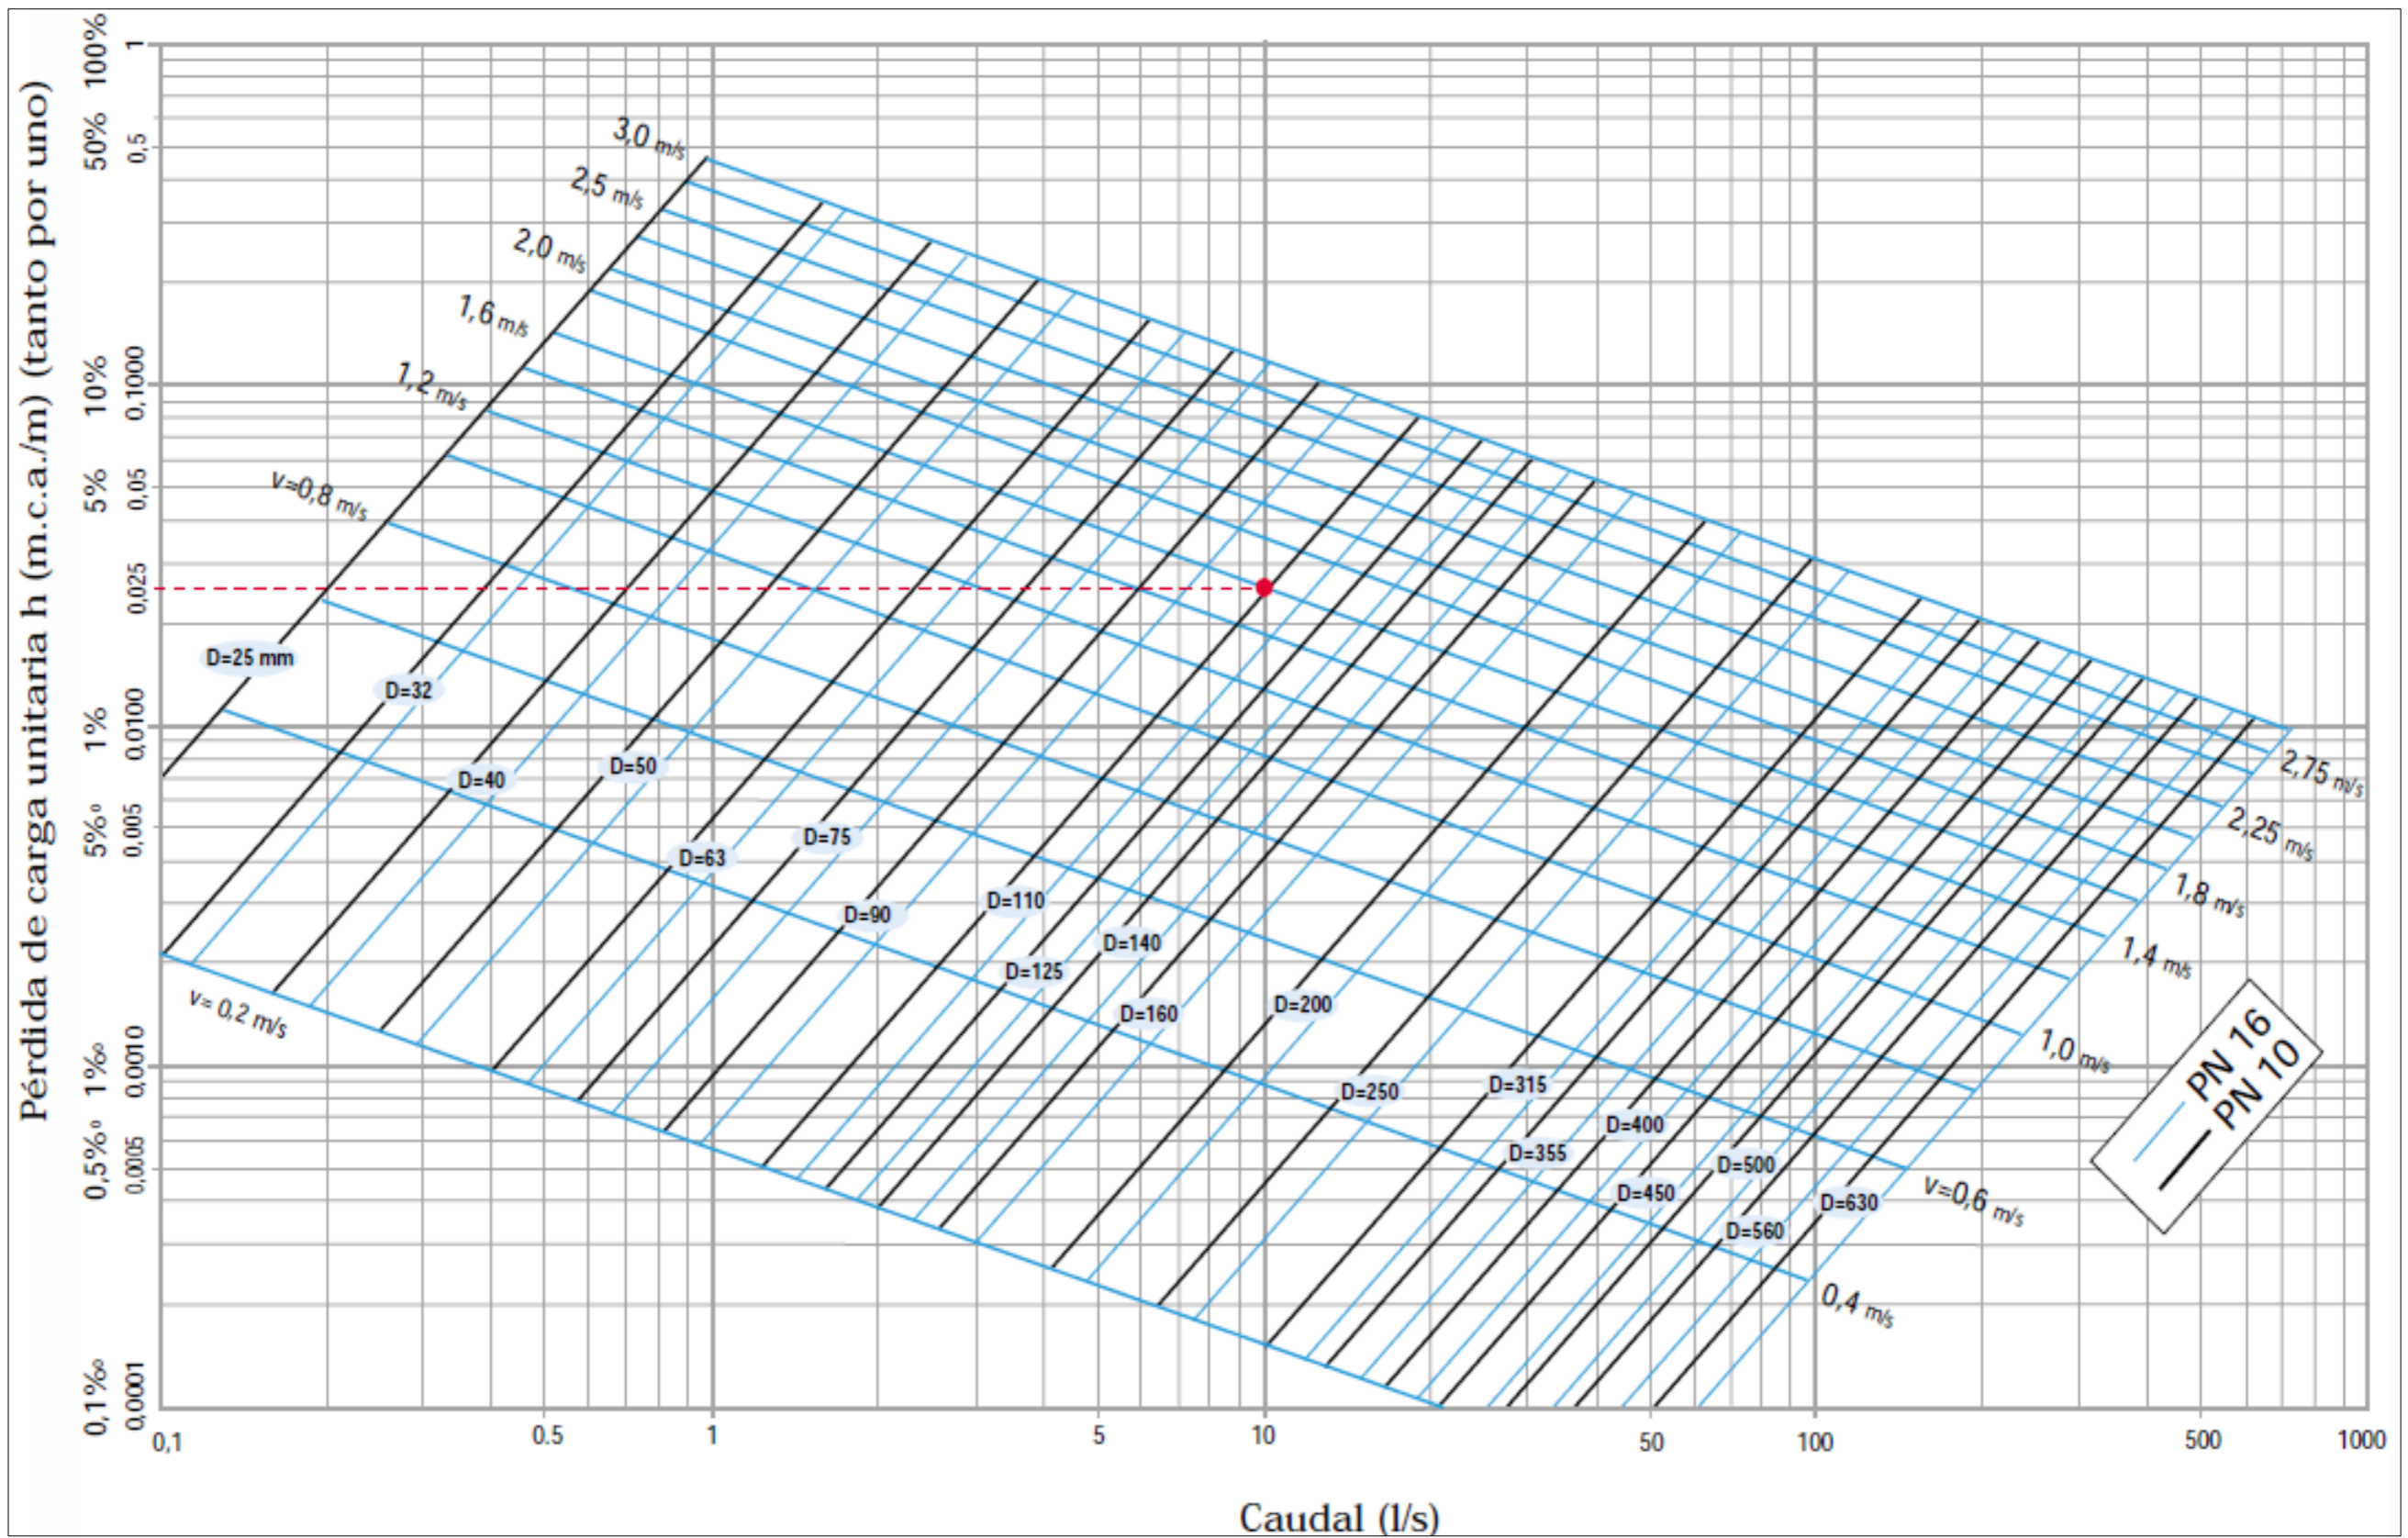 Pérdida de carga unitaria h (m.c.a./m) (tanto por uno)
100%
50%
10%
5%
1%
5%º
1‰
0,5%º
0,1‰
1
0,5
0,1000
0,05
0,025
0,0100
0,005
0,0010
0,0005
0,0001
3,0 m/s
2,5 m/s
2,0 m/s
1,6 m/s
1,2 m/s
v=0,8 m/s
v= 0,2 m/s
D=25 mm
D=32
D=40
D=50
D=63
D=75
D=90
D=110
D=125
D=140
D=160
D=200
D=250
D=315
D=355
D=400
D=450
D=500
D=560
D=630
2,75 m/s
2,25 m/s
1,8 m/s
1,4 m/s
1,0 m/s
v=0,6 m/s
0,4 m/s
PN 16
PN 10
0,1
0.5
1
5
10
50
100
500
1000
Caudal (l/s)